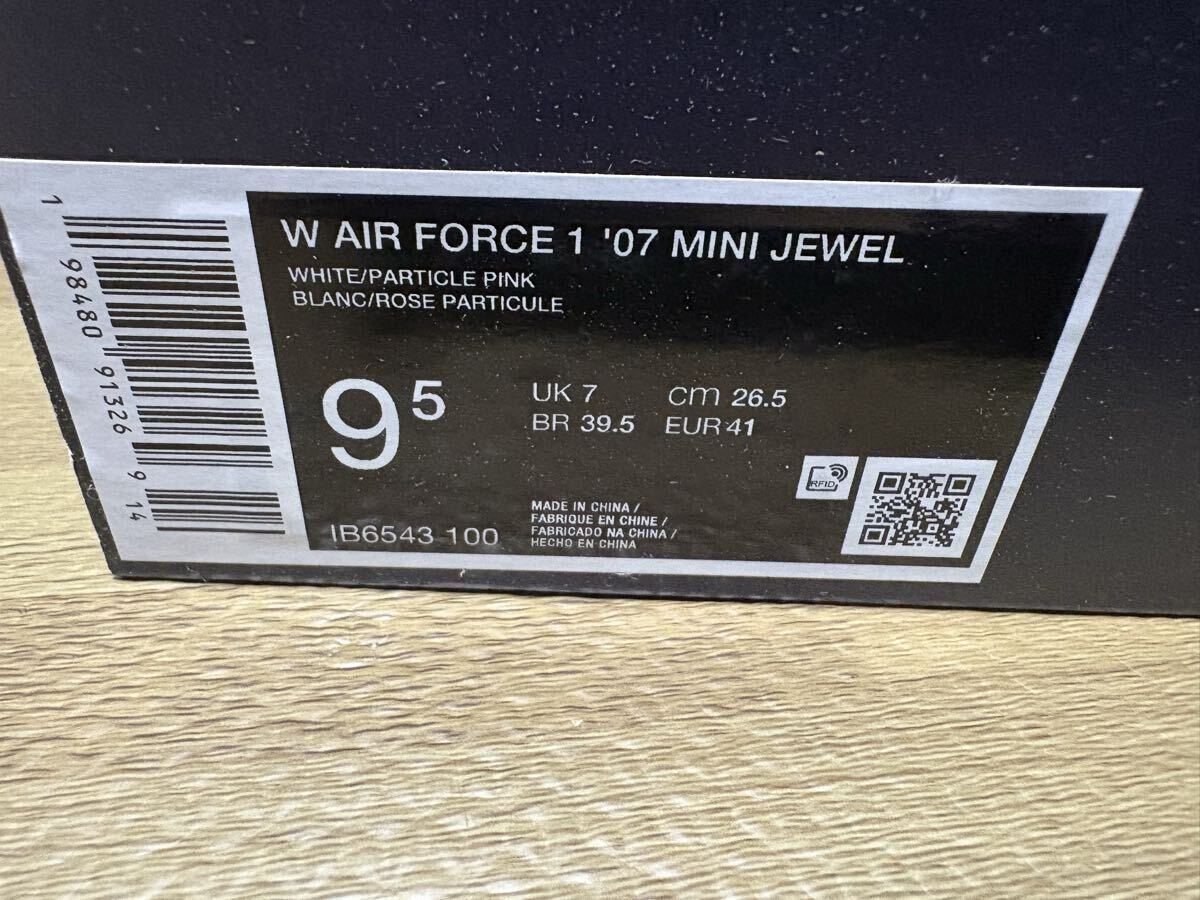 W AIR FORCE 1 '07 MINI JEWEL
WHITE/PARTICLE PINK
BLANC/ROSE PARTICULE
9 5
UK 7 cm 26.5
BR 39.5 EUR 41
IB6543 100
MADE IN CHINA /
FABRIQUE EN CHINE /
FABRICADO NA CHINA /
HECHO EN CHINA
RFID
1 98480 91326 9 14